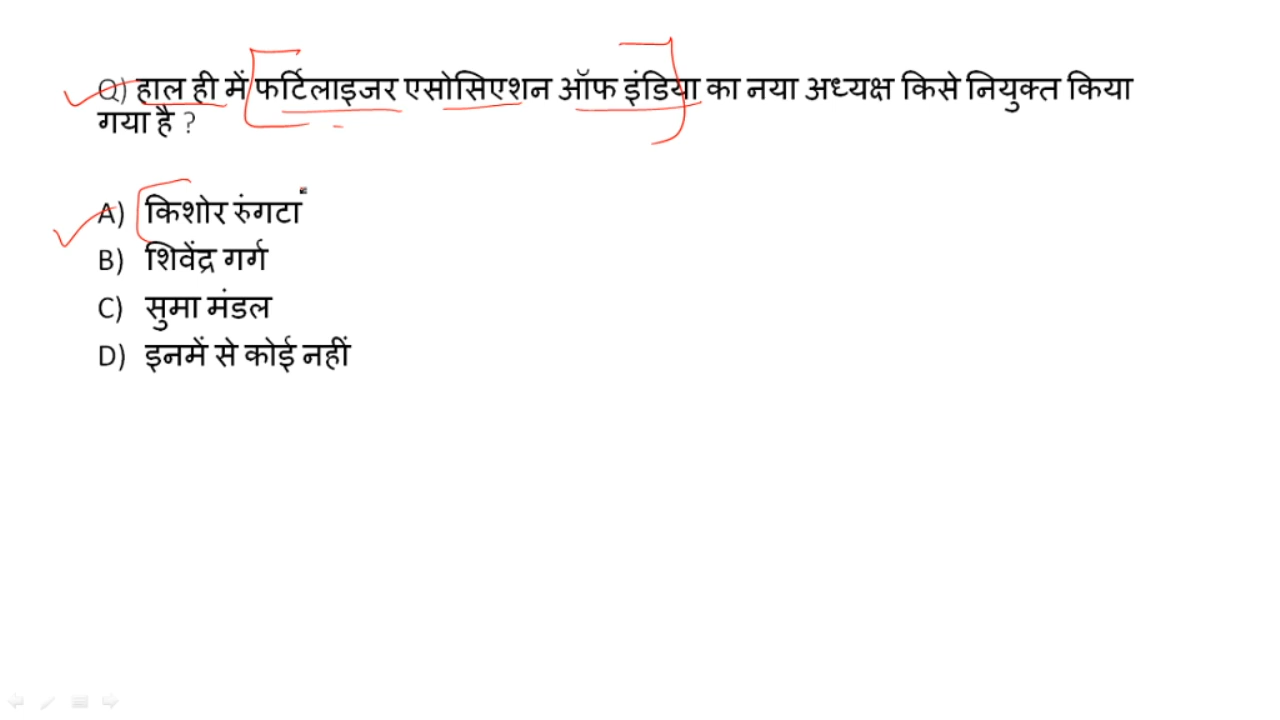 Q) हाल ही में फर्टिलाइजर एसोसिएशन ऑफ इंडिया का नया अध्यक्ष किसे नियुक्त किया
गया है ?
A) किशोर रुंगटा
B) शिवेंद्र गर्ग
C) सुमा मंडल
D) इनमें से कोई नहीं